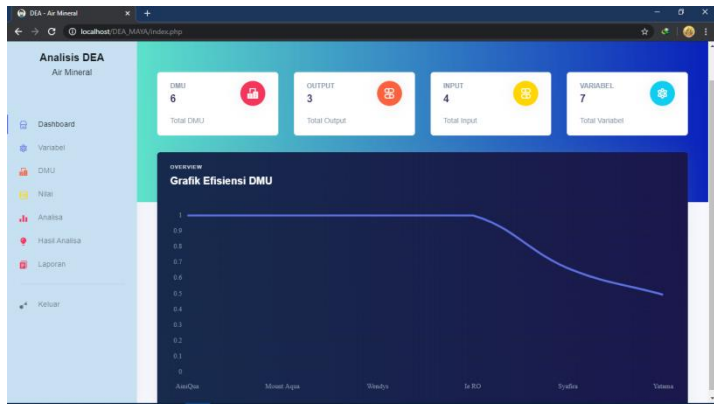 DEA - Air Mineral
localhost/DEA_MAYA/index.php
Analisis DEA
Air Mineral
Dashboard
Variabel
DMU
Nilai
Analisa
Hasil Analisa
Laporan
Keluar
DMU
6
Total DMU
OUTPUT
3
Total Output
INPUT
4
Total Input
VARIABEL
7
Total Variabel
OVERVIEW
Grafik Efisiensi DMU
1
0.9
0.8
0.7
0.6
0.5
0.4
0.3
0.2
0.1
0
Mount Aqua
Ie RO
Syafira